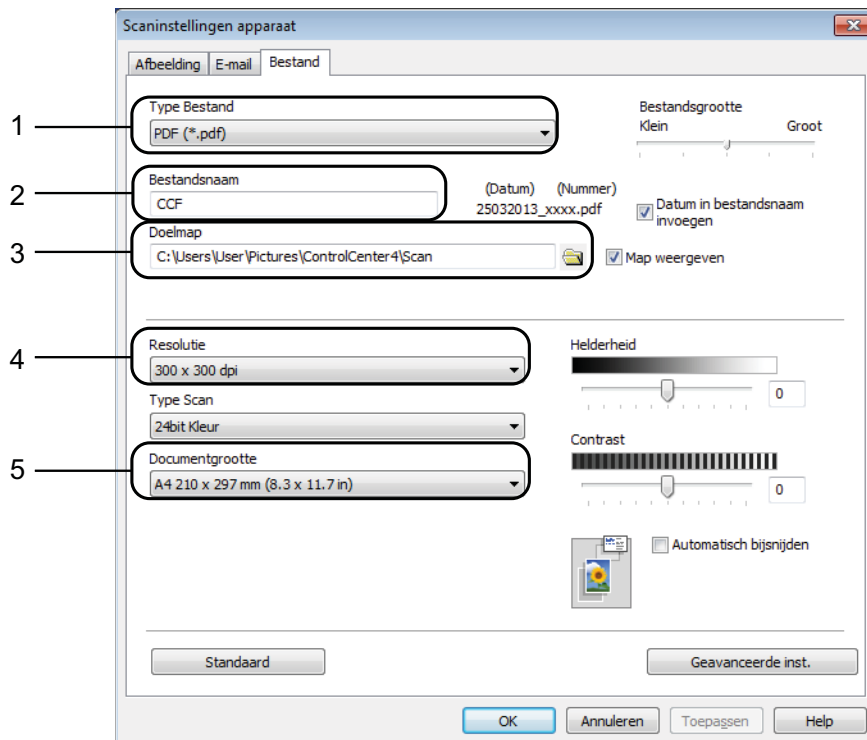 Scaninstellingen apparaat
Afbeelding E-mail Bestand
1
Type Bestand
PDF (*.pdf)
Bestandsgrootte
Klein Groot
2
Bestandsnaam
CCF
(Datum) (Nummer)
25032013_xxxx.pdf
Datum in bestandsnaam
invoegen
3
Doelmap
C:\Users\User\Pictures\ControlCenter4\Scan
Map weergeven
4
Resolutie
300 x 300 dpi
Type Scan
24bit Kleur
5
Documentgrootte
A4 210 x 297 mm (8.3 x 11.7 in)
Helderheid
0
Contrast
0
Automatisch bijsnijden
Standaard
Geavanceerde inst.
OK Annuleren Toepassen Help